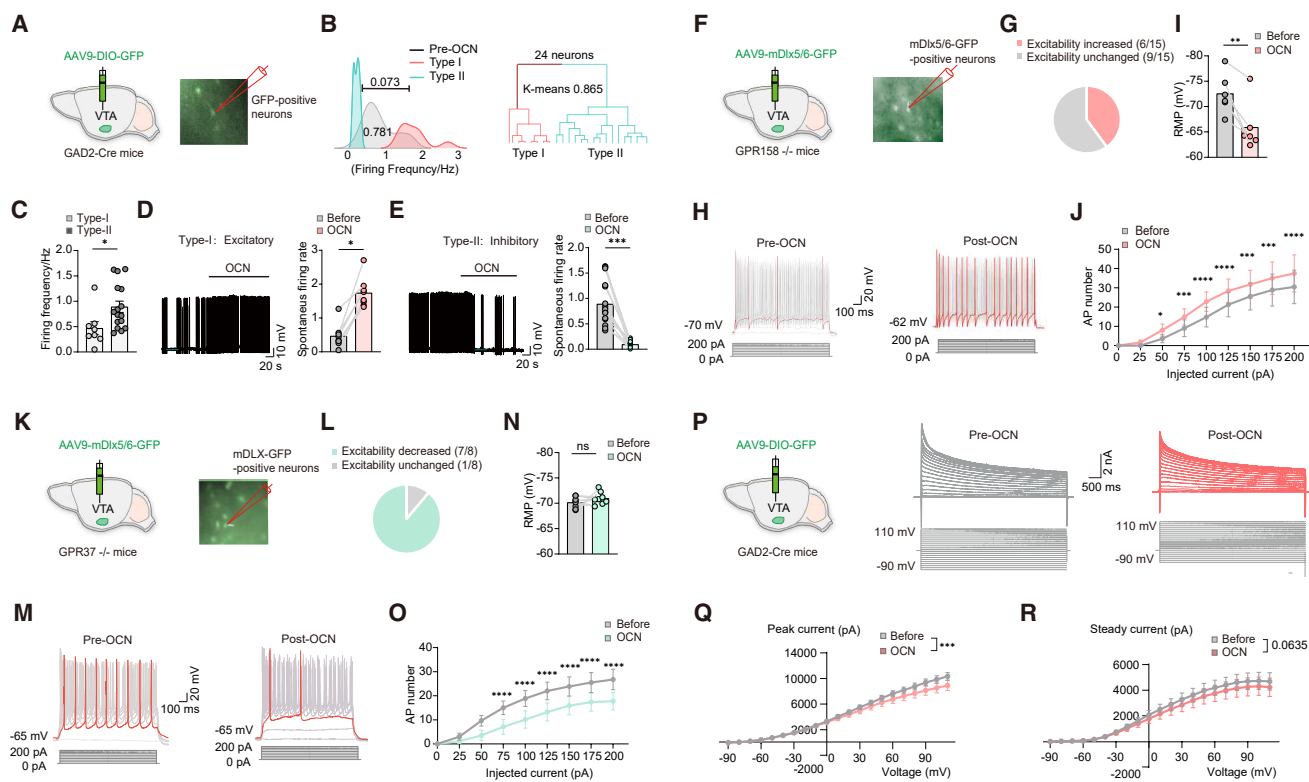 A
AAV9-DIO-GFP
VTA
GAD2-Cre mice
GFP-positive
neurons
B
Pre-OCN
Type I
Type II
0.073
0.781
0 1 2 3
(Firing Frequncy/Hz)
24 neurons
K-means 0.865
Type I Type II
F
AAV9-mDlx5/6-GFP
VTA
GPR158 -/- mice
mDlx5/6-GFP
-positive neurons
G
Excitability increased (6/15)
Excitability unchanged (9/15)
I
Before
OCN
**
RMP (mV)
-80
-75
-70
-65
-60
C
Type-I
Type-II
*
Firing frequency/Hz
2.0
1.5
1.0
0.5
0.0
D
Type-I: Excitatory
OCN
10 mV
20 s
Before
OCN
*
Spontaneous firing rate
3
2
1
0
E
Type-II: Inhibitory
OCN
10 mV
20 s
Before
OCN
***
Spontaneous firing rate
2.0
1.5
1.0
0.5
0.0
H
Pre-OCN
-70 mV
200 pA
0 pA
20 mV
100 ms
Post-OCN
-62 mV
200 pA
0 pA
J
Before
OCN
* *** **** **** *** *** ****
AP number
50
40
30
20
10
0
0 25 50 75 100 125 150 175 200
Injected current (pA)
K
AAV9-mDlx5/6-GFP
VTA
GPR37 -/- mice
mDLX-GFP
-positive neurons
L
Excitability decreased (7/8)
Excitability unchanged (1/8)
N
Before
OCN
ns
RMP (mV)
-80
-75
-70
-65
-60
P
AAV9-DIO-GFP
VTA
GAD2-Cre mice
Pre-OCN
110 mV
-90 mV
2 nA
500 ms
Post-OCN
110 mV
-90 mV
M
Pre-OCN
-65 mV
200 pA
0 pA
20 mV
100 ms
Post-OCN
-65 mV
200 pA
0 pA
O
Before
OCN
**** **** **** **** **** ****
AP number
40
30
20
10
0
0 25 50 75 100 125 150 175 200
Injected current (pA)
Q
Peak current (pA)
Before
OCN
***
14000
12000
9000
6000
3000
-2000
-90 -60 -30 0 30 60 90
Voltage (mV)
R
Steady current (pA)
Before
OCN
0.0635
6000
4000
2000
-2000
-90 -60 -30 0 30 60 90
Voltage (mV)